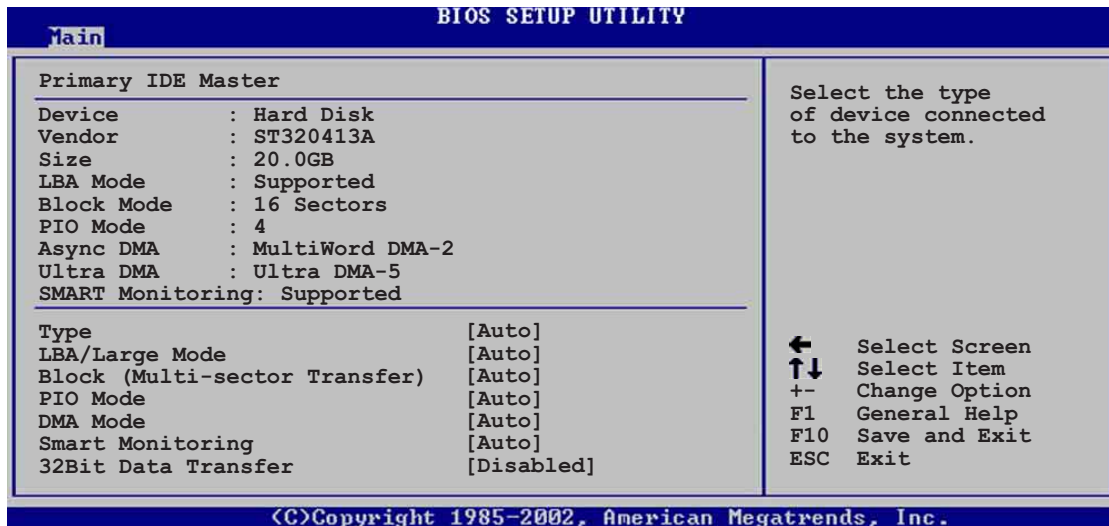 BIOS SETUP UTILITY
Main
Primary IDE Master
Device : Hard Disk
Vendor : ST320413A
Size : 20.0GB
LBA Mode : Supported
Block Mode : 16 Sectors
PIO Mode : 4
Async DMA : MultiWord DMA-2
Ultra DMA : Ultra DMA-5
SMART Monitoring: Supported
Type [Auto]
LBA/Large Mode [Auto]
Block (Multi-sector Transfer) [Auto]
PIO Mode [Auto]
DMA Mode [Auto]
Smart Monitoring [Auto]
32Bit Data Transfer [Disabled]
Select the type
of device connected
to the system.
← Select Screen
↑↓ Select Item
+- Change Option
F1 General Help
F10 Save and Exit
ESC Exit
(C)Copyright 1985-2002, American Megatrends, Inc.